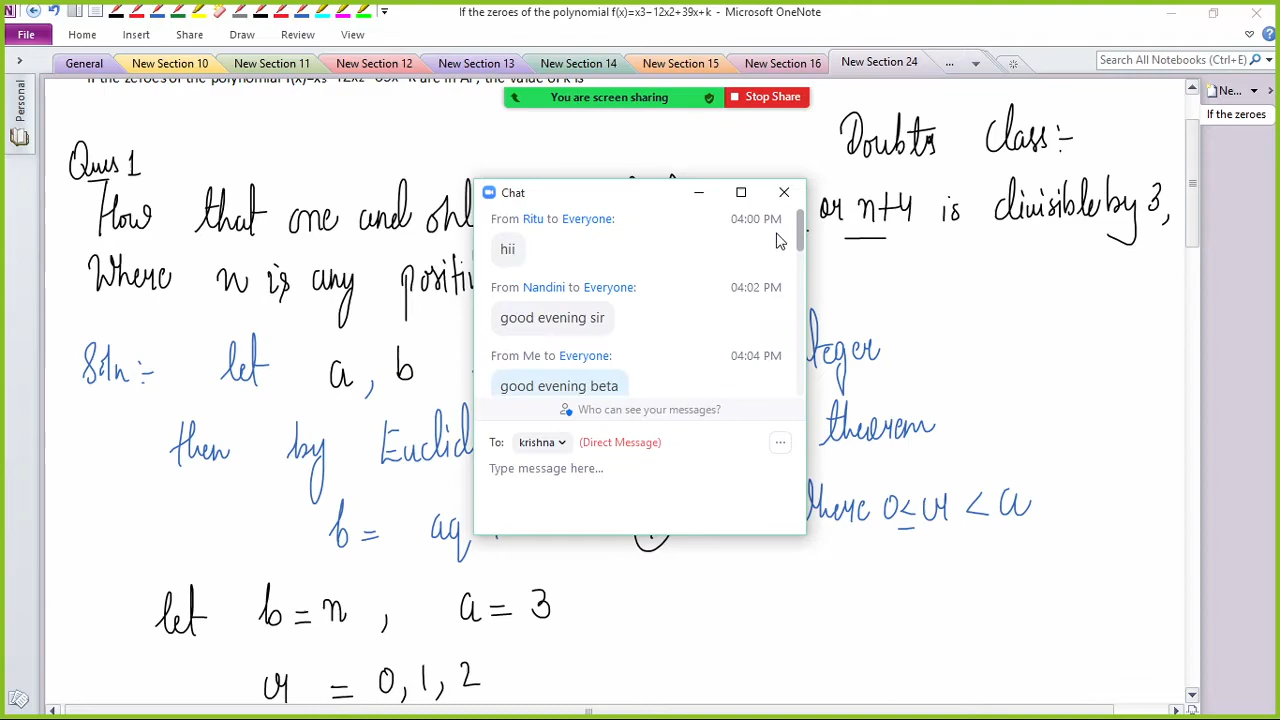 If the zeroes of the polynomial f(x)=x3−12x2+39x+k - Microsoft OneNote
File Home Insert Share Draw Review View
General New Section 10 New Section 11 New Section 12 New Section 13 New Section 14 New Section 15 New Section 16 New Section 24 ... Search All Notebooks (Ctrl+E)
Personal
Ne...
If the zeroes
You are screen sharing Stop Share
Doubts Class :-
Ques 1
that one and or n+4 is divisible by 3,
Where n is any
Soln :- let a, b
then by Euclid theorem
b = aq where 0 ≤ r < a
let b = n , a = 3
r = 0, 1, 2
Chat
From Ritu to Everyone: 04:00 PM
hii
From Nandini to Everyone: 04:02 PM
good evening sir
From Me to Everyone: 04:04 PM
good evening beta
Who can see your messages?
To: krishna (Direct Message) ...
Type message here...